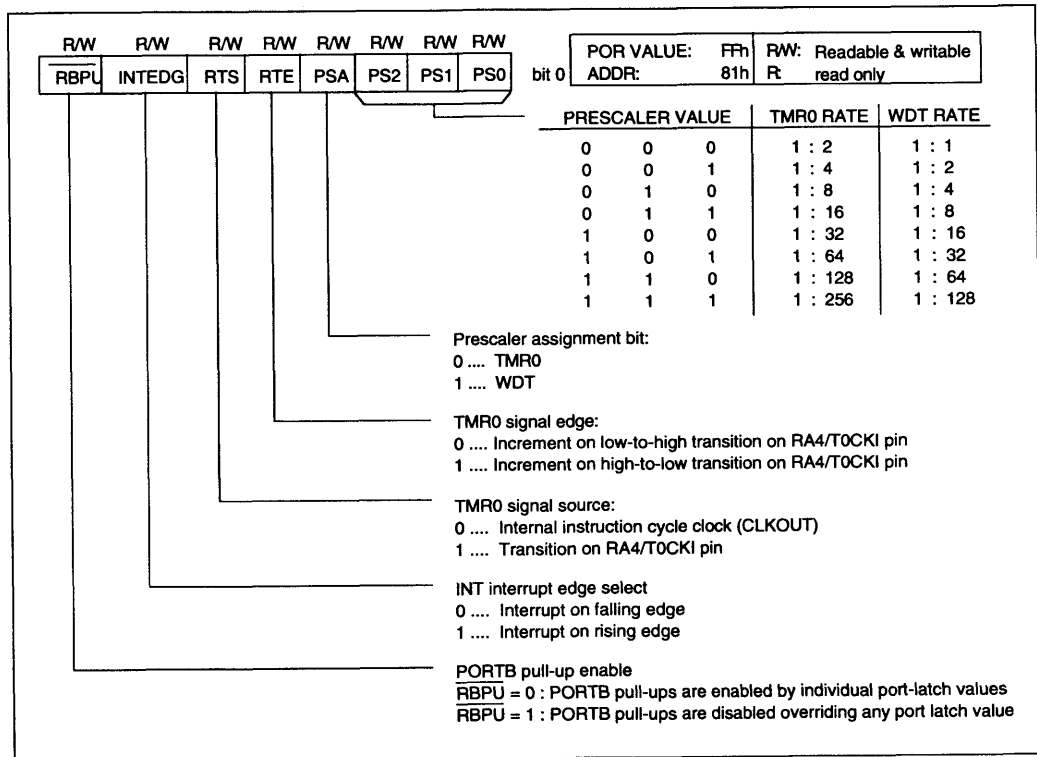 R/W R/W R/W R/W R/W R/W R/W R/W
RBPU INTEDG RTS RTE PSA PS2 PS1 PS0 bit 0
POR VALUE: FFh R/W: Readable & writable
ADDR: 81h R: read only
PRESCALER VALUE TMR0 RATE WDT RATE
0 0 0 1 : 2 1 : 1
0 0 1 1 : 4 1 : 2
0 1 0 1 : 8 1 : 4
0 1 1 1 : 16 1 : 8
1 0 0 1 : 32 1 : 16
1 0 1 1 : 64 1 : 32
1 1 0 1 : 128 1 : 64
1 1 1 1 : 256 1 : 128
Prescaler assignment bit:
0 .... TMR0
1 .... WDT
TMR0 signal edge:
0 .... Increment on low-to-high transition on RA4/T0CKI pin
1 .... Increment on high-to-low transition on RA4/T0CKI pin
TMR0 signal source:
0 .... Internal instruction cycle clock (CLKOUT)
1 .... Transition on RA4/T0CKI pin
INT interrupt edge select
0 .... Interrupt on falling edge
1 .... Interrupt on rising edge
PORTB pull-up enable
RBPU = 0 : PORTB pull-ups are enabled by individual port-latch values
RBPU = 1 : PORTB pull-ups are disabled overriding any port latch value